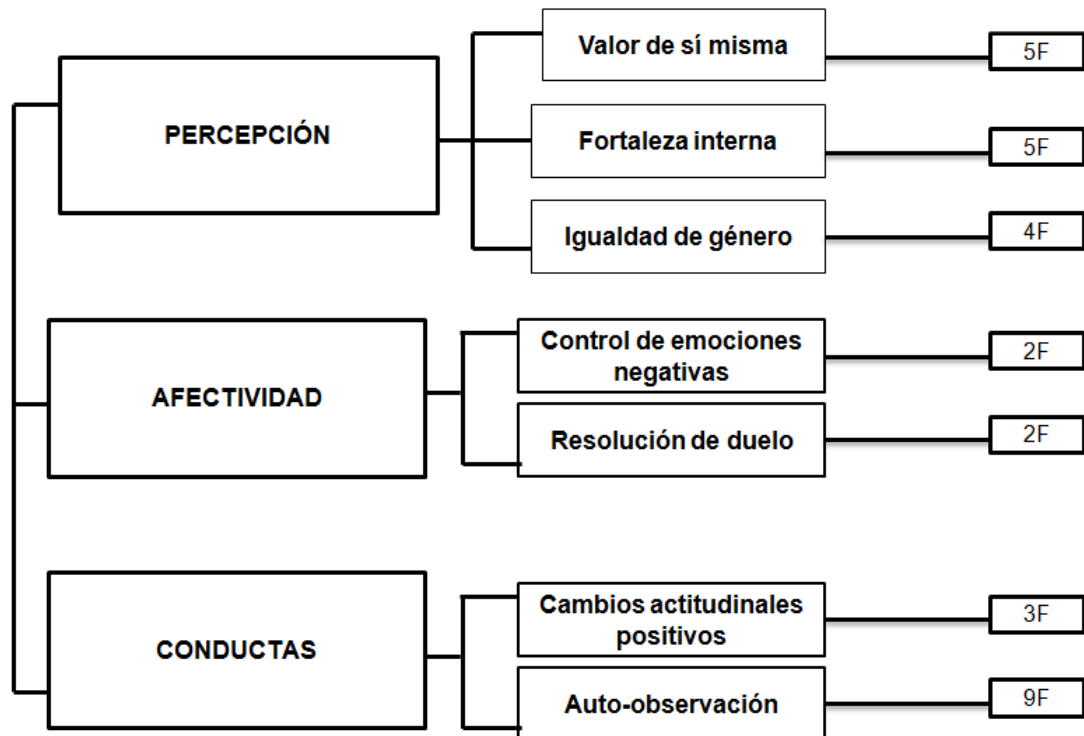 PERCEPCIÓN
Valor de sí misma
5F
Fortaleza interna
5F
Igualdad de género
4F
AFECTIVIDAD
Control de emociones
negativas
2F
Resolución de duelo
2F
CONDUCTAS
Cambios actitudinales
positivos
3F
Auto-observación
9F